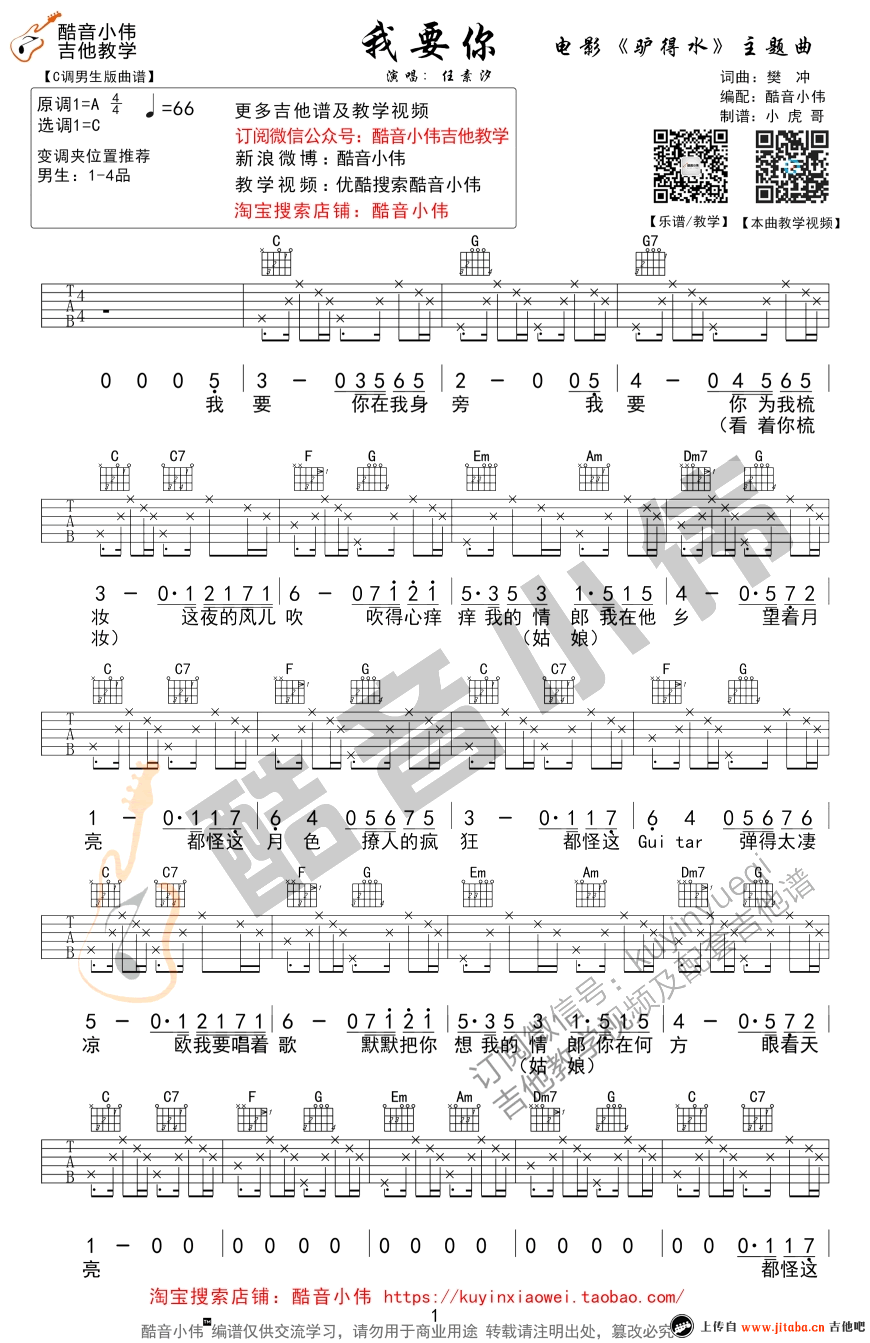 酷音小伟
吉他教学
【C调男生版曲谱】
我要你
电影《驴得水》主题曲
演唱：任素汐
词曲：樊 冲
编配：酷音小伟
制谱：小虎哥
原调1=A 4/4 ♩=66
选调1=C
变调夹位置推荐
男生：1-4品
更多吉他谱及教学视频
订阅微信公众号：酷音小伟吉他教学
新浪微博：酷音小伟
教学视频：优酷搜索酷音小伟
淘宝搜索店铺：酷音小伟
【乐谱/教学】 【本曲教学视频】
C G G7
T A B 4 4
0 0 0 5 | 3 - 0 3 5 6 5 | 2 - 0 0 5 | 4 - 0 4 5 6 5
我 要 你在我身 旁 我 要 你 为我梳
（看 着你梳
C C7 F G Em Am Dm7 G
T A B
3 - 0·1 2 1 7 1 | 6 - 0 7 1 2 1 | 5·3 5 3 1·5 1 5 | 4 - 0·5 7 2
妆 这夜的风儿 吹 吹得心痒 痒 我的 情 郎 我在他 乡 望着月
妆） （姑 娘）
C C7 F G C C7 F G
T A B
1 - 0·1 1 7 | 6 4 0 5 6 7 5 | 3 - 0·1 1 7 | 6 4 0 5 6 7 6
亮 都怪这 月 色 撩人的疯 狂 都怪这 Gui tar 弹得太凄
C C7 F G Em Am Dm7 G
T A B
5 - 0·1 2 1 7 1 | 6 - 0 7 1 2 1 | 5·3 5 3 1·5 1 5 | 4 - 0·5 7 2
凉 欧我要唱着 歌 默默把你 想 我的 情 郎 你在何 方 眼看天
（姑 娘）
C C7 F G Em Am Dm7 G C C7
T A B
1 - 0 0 | 0 0 0 0 | 0 0 0 0 | 0 0 0 0 | 0 0 0·1 1 7
亮 都怪这
酷音小伟
订阅微信号：kuyinyueqi
吉他教学视频及配套吉他谱
淘宝搜索店铺：酷音小伟 https://kuyinxiaowei.taobao.com/
1
酷音小伟™编谱仅供交流学习，请勿用于商业用途 转载请注明出处，篡改必究
上传自 www.jitaba.cn 吉他吧